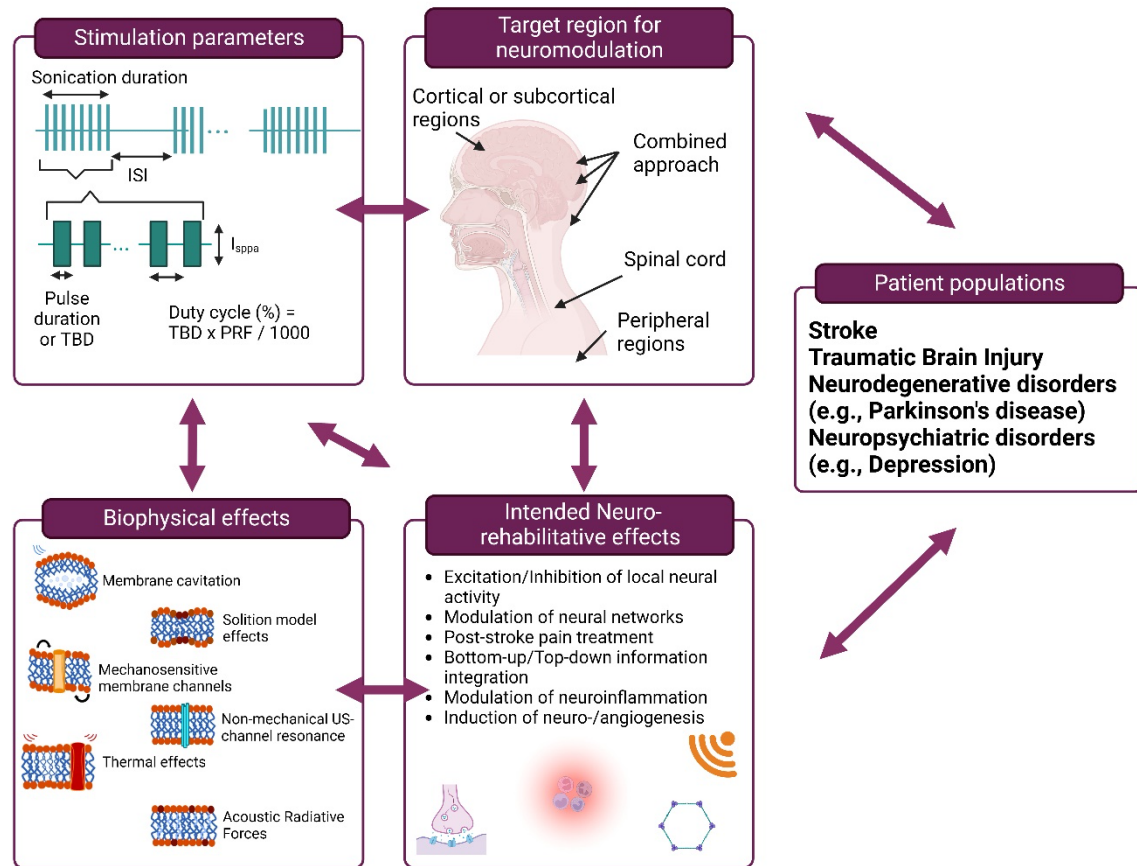 Stimulation parameters
Sonication duration
...
ISI
...
I_sppa
Pulse
duration
or TBD
Duty cycle (%) =
TBD x PRF / 1000
Target region for
neuromodulation
Cortical or subcortical
regions
Combined
approach
Spinal cord
Peripheral
regions
Patient populations
Stroke
Traumatic Brain Injury
Neurodegenerative disorders
(e.g., Parkinson's disease)
Neuropsychiatric disorders
(e.g., Depression)
Biophysical effects
Membrane cavitation
Solition model
effects
Mechanosensitive
membrane channels
Non-mechanical US-
channel resonance
Thermal effects
Acoustic Radiative
Forces
Intended Neuro-
rehabilitative effects
• Excitation/Inhibition of local neural
activity
• Modulation of neural networks
• Post-stroke pain treatment
• Bottom-up/Top-down information
integration
• Modulation of neuroinflammation
• Induction of neuro-/angiogenesis